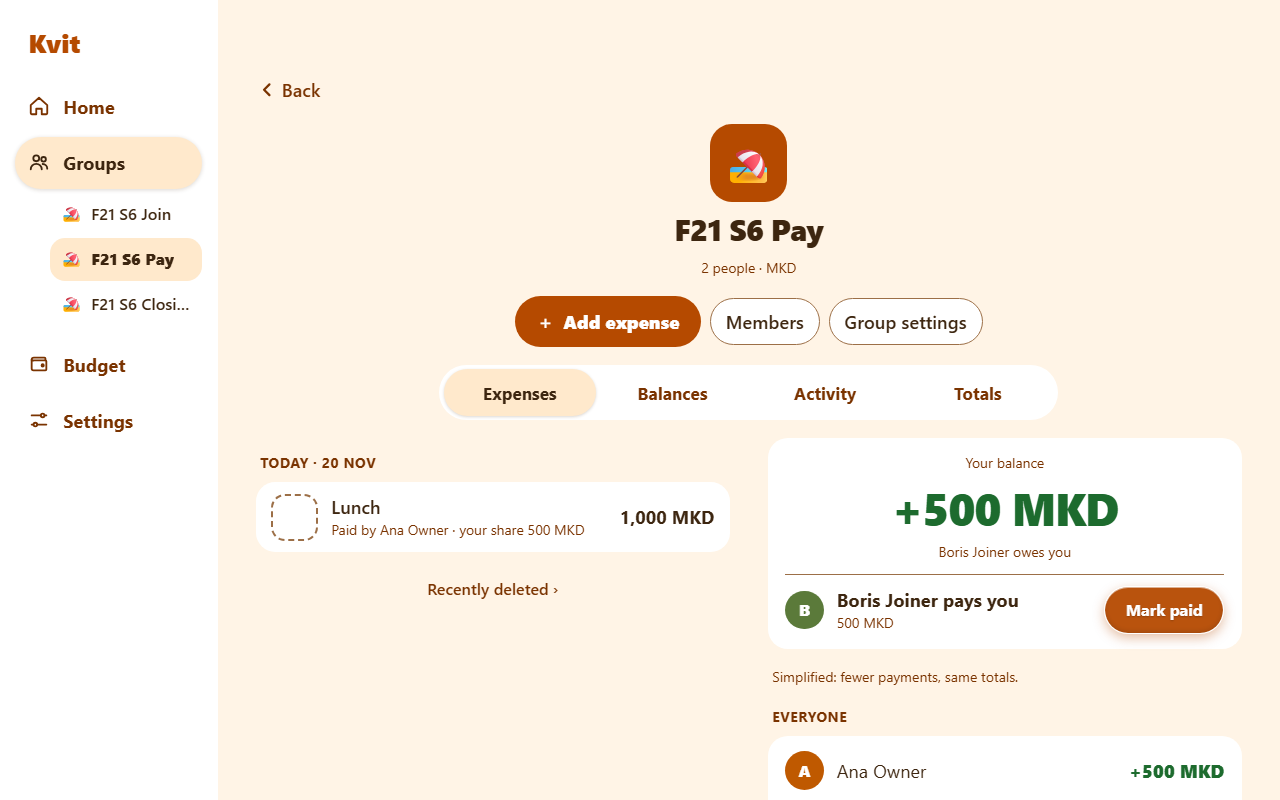 Kvit
Home
Groups
F21 S6 Join
F21 S6 Pay
F21 S6 Closi...
Budget
Settings
Back
F21 S6 Pay
2 people · MKD
+ Add expense
Members
Group settings
Expenses
Balances
Activity
Totals
TODAY · 20 NOV
Lunch
Paid by Ana Owner · your share 500 MKD
1,000 MKD
Recently deleted ›
Your balance
+500 MKD
Boris Joiner owes you
B
Boris Joiner pays you
500 MKD
Mark paid
Simplified: fewer payments, same totals.
EVERYONE
A
Ana Owner
+500 MKD